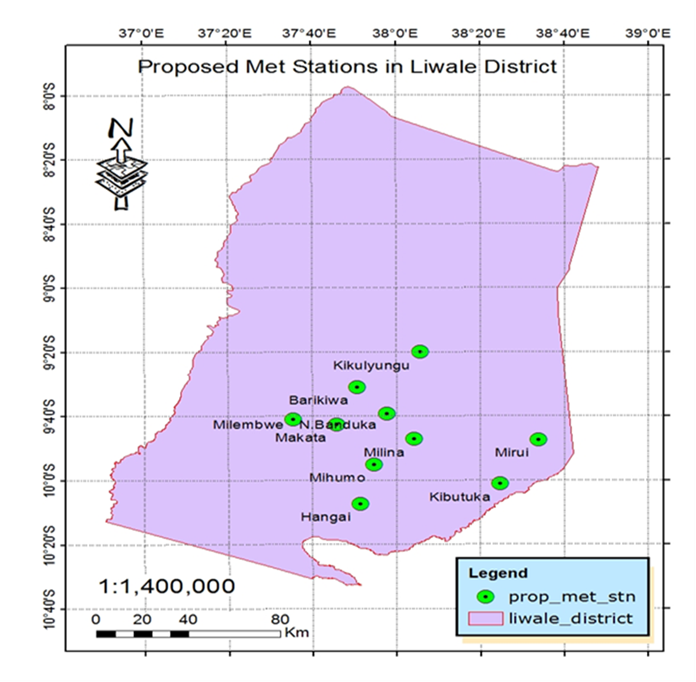 37°0'E 37°20'E 37°40'E 38°0'E 38°20'E 38°40'E 39°0'E
Proposed Met Stations in Liwale District
8°0'S
N
8°20'S
8°40'S
9°0'S
9°20'S
Kikulyungu
Barikiwa
9°40'S
Milembwe
N.Banduka
Makata
Milina
Mirui
10°0'S
Mihumo
Kibutuka
Hangai
10°20'S
10°40'S
1:1,400,000
0 20 40 80
Km
Legend
prop_met_stn
liwale_district